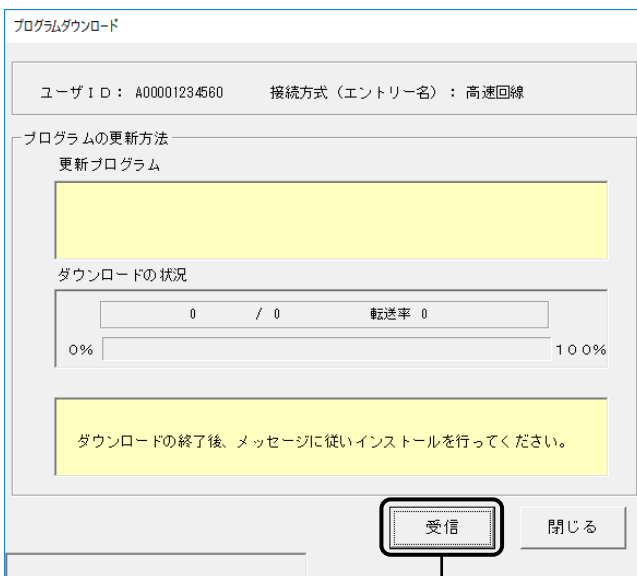 プログラムダウンロード
ユーザＩＤ： A00001234560　接続方式（エントリー名）：高速回線
プログラムの更新方法
更新プログラム
ダウンロードの状況
0　/ 0　転送率 0
0%　１００%
ダウンロードの終了後、メッセージに従いインストールを行ってください。
受信　閉じる